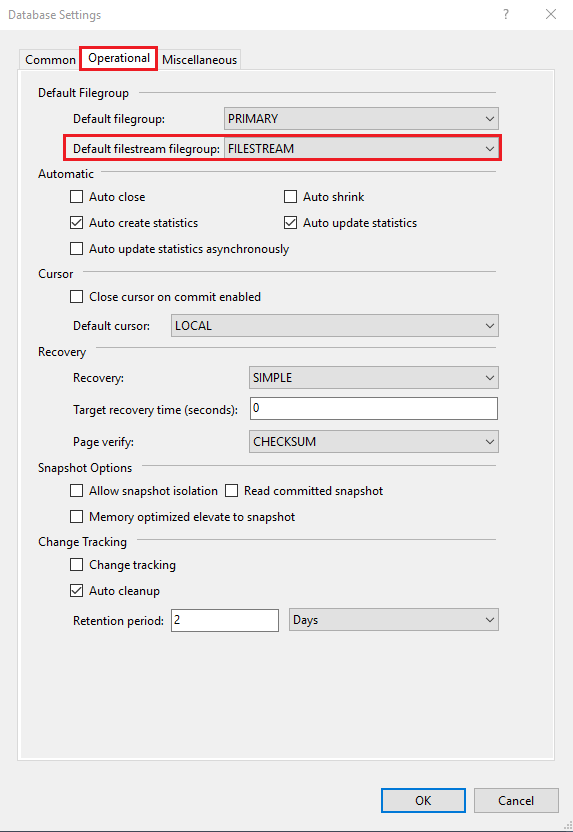 Database Settings ?
Common Operational Miscellaneous
Default Filegroup
Default filegroup: PRIMARY
Default filestream filegroup: FILESTREAM
Automatic
Auto close Auto shrink
Auto create statistics Auto update statistics
Auto update statistics asynchronously
Cursor
Close cursor on commit enabled
Default cursor: LOCAL
Recovery
Recovery: SIMPLE
Target recovery time (seconds): 0
Page verify: CHECKSUM
Snapshot Options
Allow snapshot isolation Read committed snapshot
Memory optimized elevate to snapshot
Change Tracking
Change tracking
Auto cleanup
Retention period: 2 Days
OK Cancel